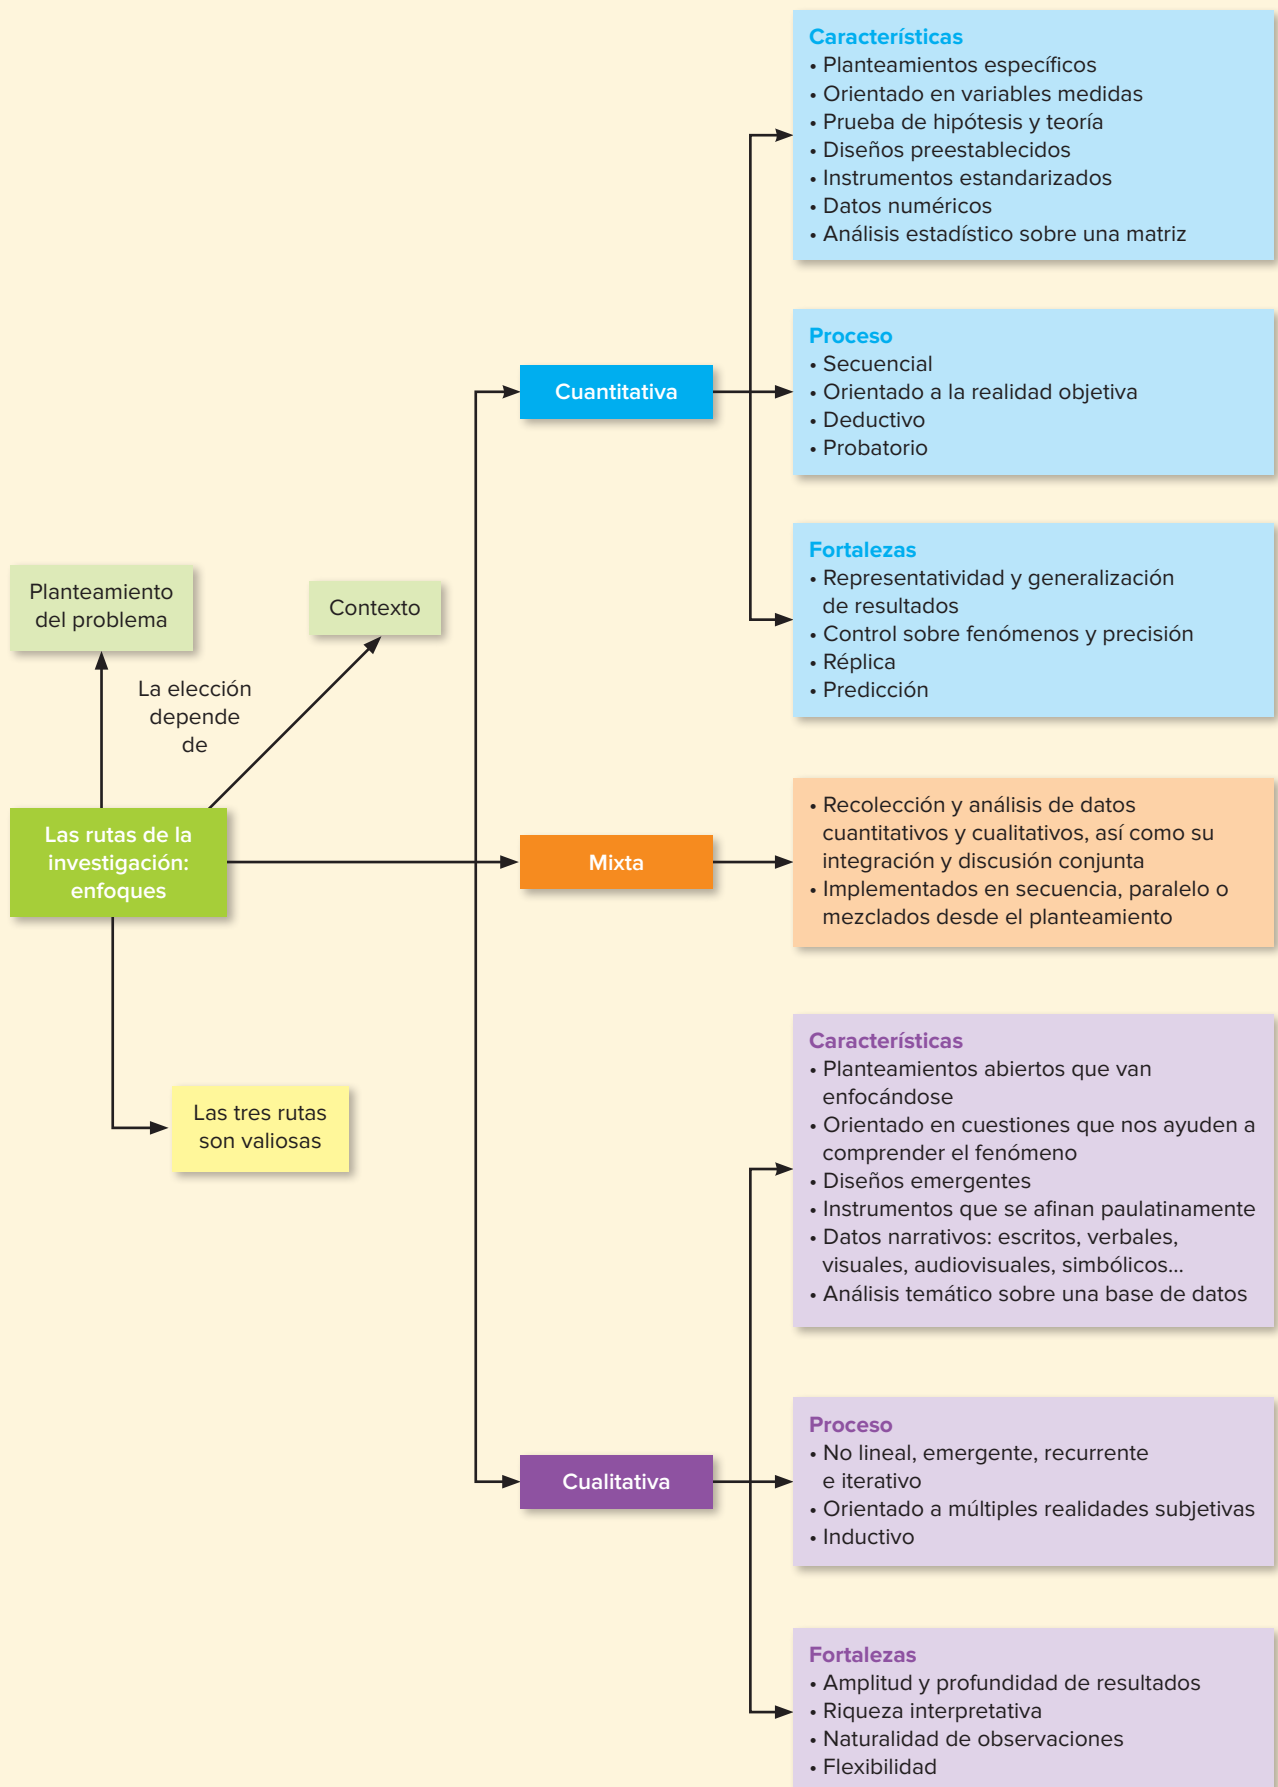 Características
• Planteamientos específicos
• Orientado en variables medidas
• Prueba de hipótesis y teoría
• Diseños preestablecidos
• Instrumentos estandarizados
• Datos numéricos
• Análisis estadístico sobre una matriz
Proceso
• Secuencial
• Orientado a la realidad objetiva
• Deductivo
• Probatorio
Cuantitativa
Fortalezas
• Representatividad y generalización
de resultados
• Control sobre fenómenos y precisión
• Réplica
• Predicción
Planteamiento
del problema
Contexto
La elección
depende
de
Las rutas de la
investigación:
enfoques
Mixta
• Recolección y análisis de datos
cuantitativos y cualitativos, así como su
integración y discusión conjunta
• Implementados en secuencia, paralelo o
mezclados desde el planteamiento
Las tres rutas
son valiosas
Características
• Planteamientos abiertos que van
enfocándose
• Orientado en cuestiones que nos ayuden a
comprender el fenómeno
• Diseños emergentes
• Instrumentos que se afinan paulatinamente
• Datos narrativos: escritos, verbales,
visuales, audiovisuales, simbólicos...
• Análisis temático sobre una base de datos
Cualitativa
Proceso
• No lineal, emergente, recurrente
e iterativo
• Orientado a múltiples realidades subjetivas
• Inductivo
Fortalezas
• Amplitud y profundidad de resultados
• Riqueza interpretativa
• Naturalidad de observaciones
• Flexibilidad